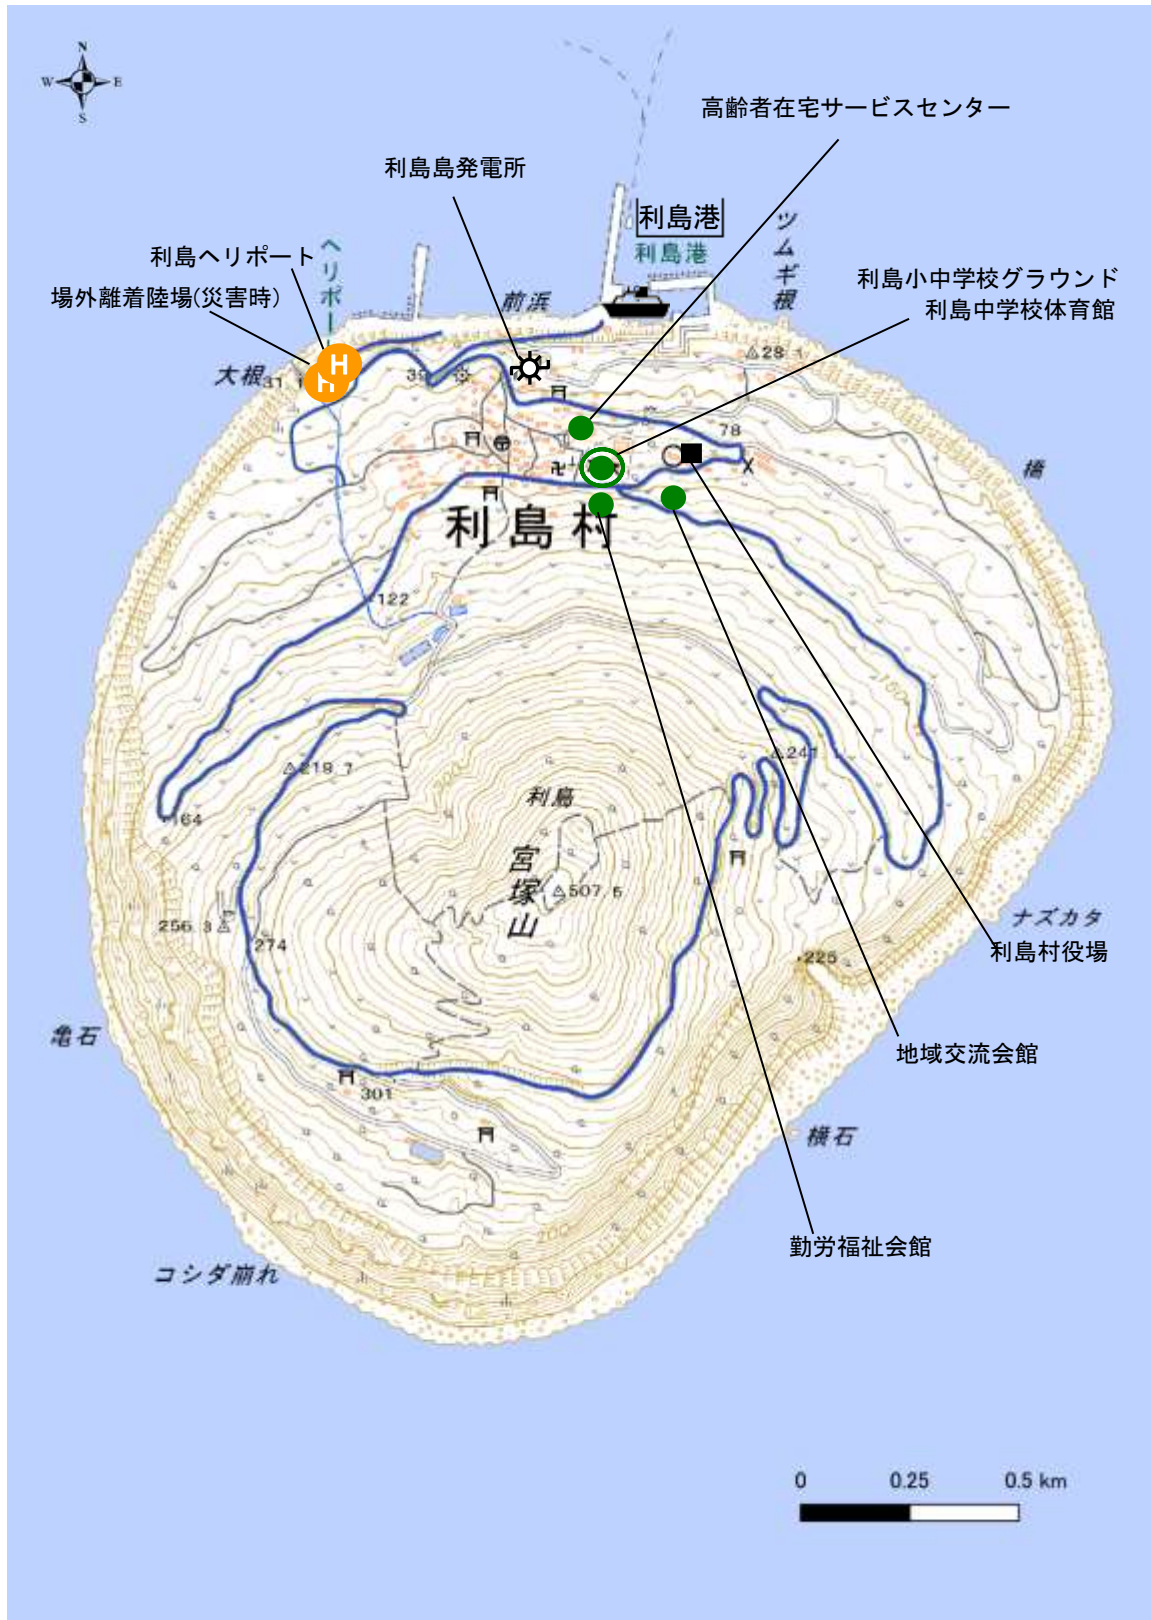 N
W E
S
高齢者在宅サービスセンター
利島島発電所
利島港
利島港
ツムギ根
利島ヘリポート
ヘリポート
場外離着陸場(災害時)
前浜
利島小中学校グラウンド
利島中学校体育館
大根
28.1
78
橋
利島村
122
219.7
241
164
利島
宮塚山
507.5
256.3
274
ナズカタ
225
利島村役場
亀石
地域交流会館
301
横石
勤労福祉会館
コシダ崩れ
200
0 0.25 0.5 km